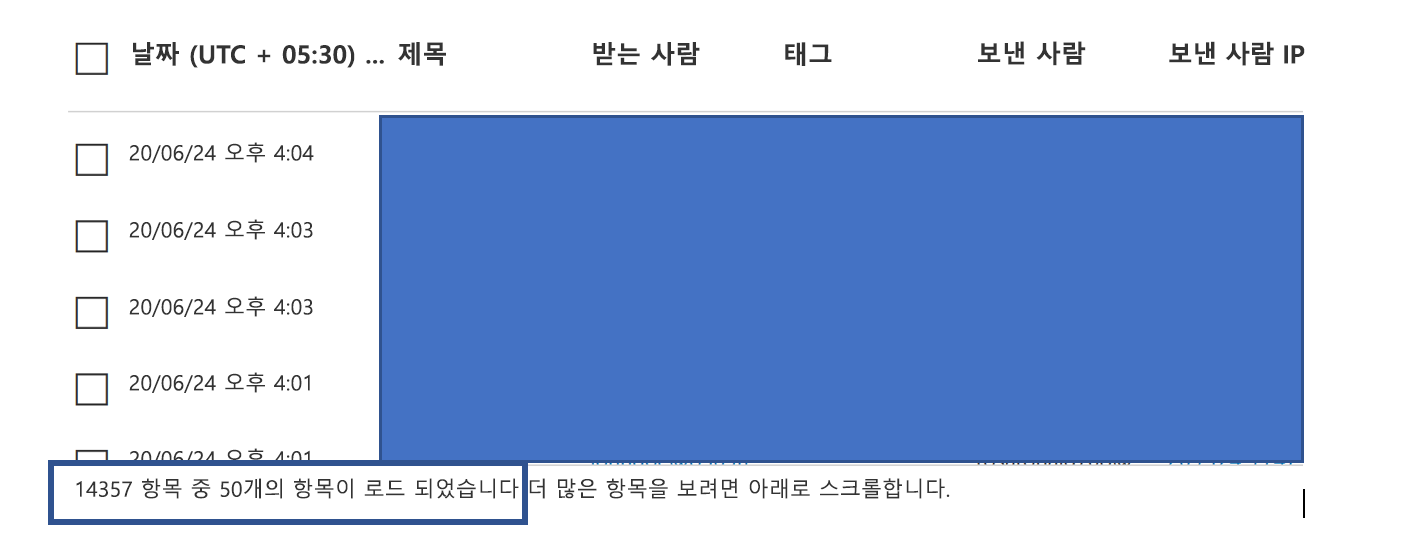 날짜 (UTC + 05:30) ... 제목 받는 사람 태그 보낸 사람 보낸 사람 IP
20/06/24 오후 4:04
20/06/24 오후 4:03
20/06/24 오후 4:03
20/06/24 오후 4:01
20/06/24 오후 4:01
14357 항목 중 50개의 항목이 로드 되었습니다 더 많은 항목을 보려면 아래로 스크롤합니다.